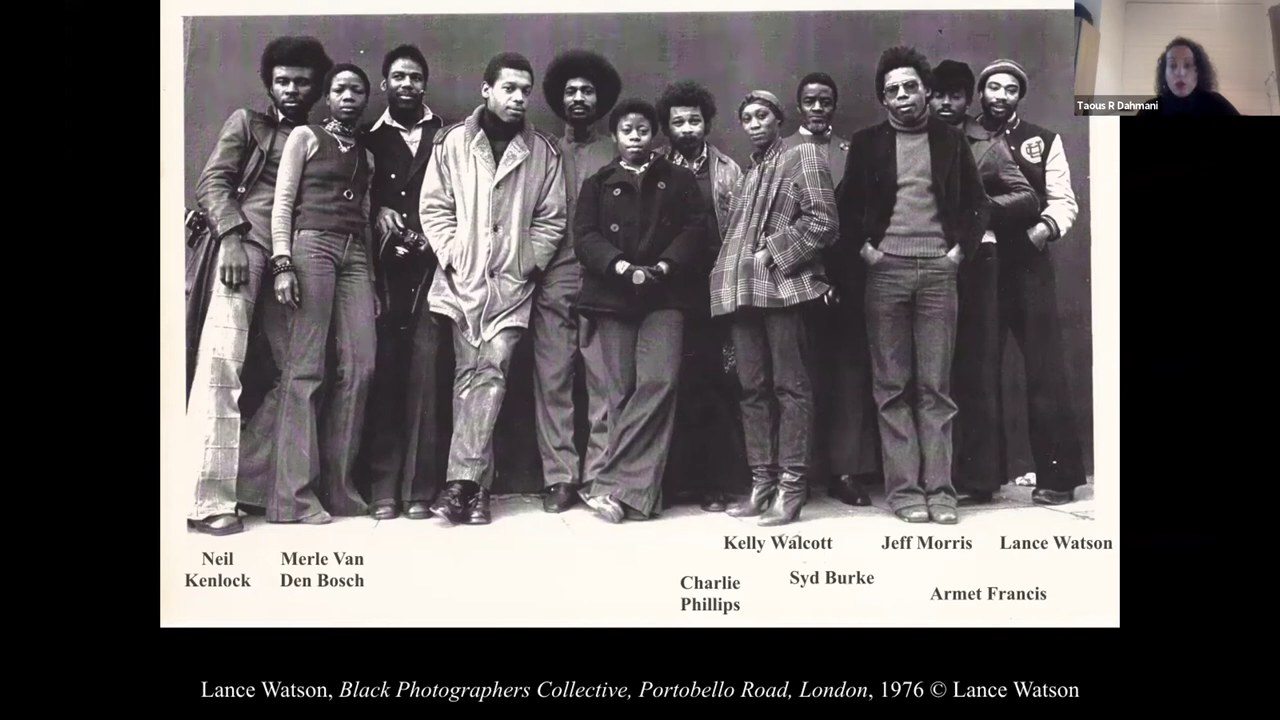 Taous R Dahmani
Kelly Walcott
Jeff Morris
Lance Watson
Neil
Kenlock
Merle Van
Den Bosch
Charlie
Phillips
Syd Burke
Armet Francis
Lance Watson, Black Photographers Collective, Portobello Road, London, 1976 © Lance Watson